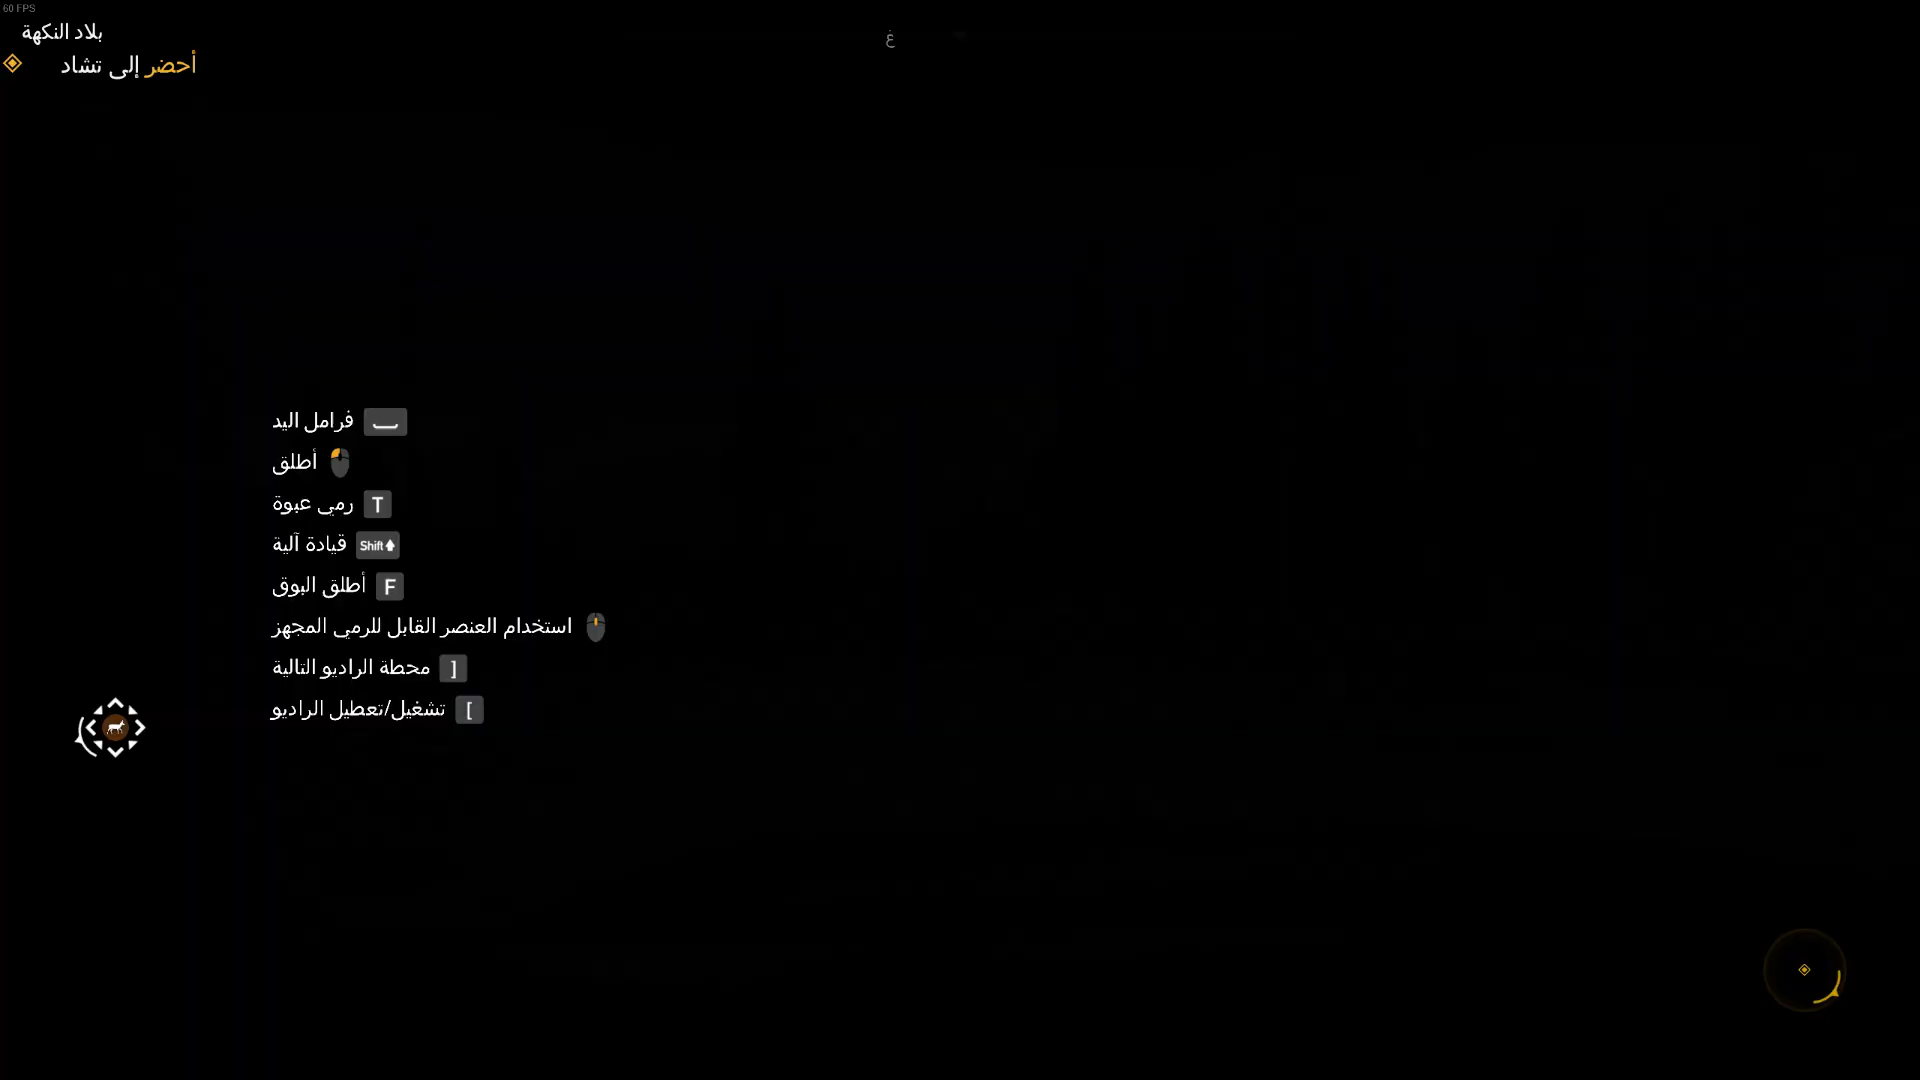 60 FPS
بلاد النكهة
أحضر إلى تشاد
غ
فرامل اليد
أطلق
رمي عبوة T
قيادة آلية Shift
أطلق البوق F
استخدام العنصر القابل للرمي المجهز
محطة الراديو التالية ]
تشغيل/تعطيل الراديو [